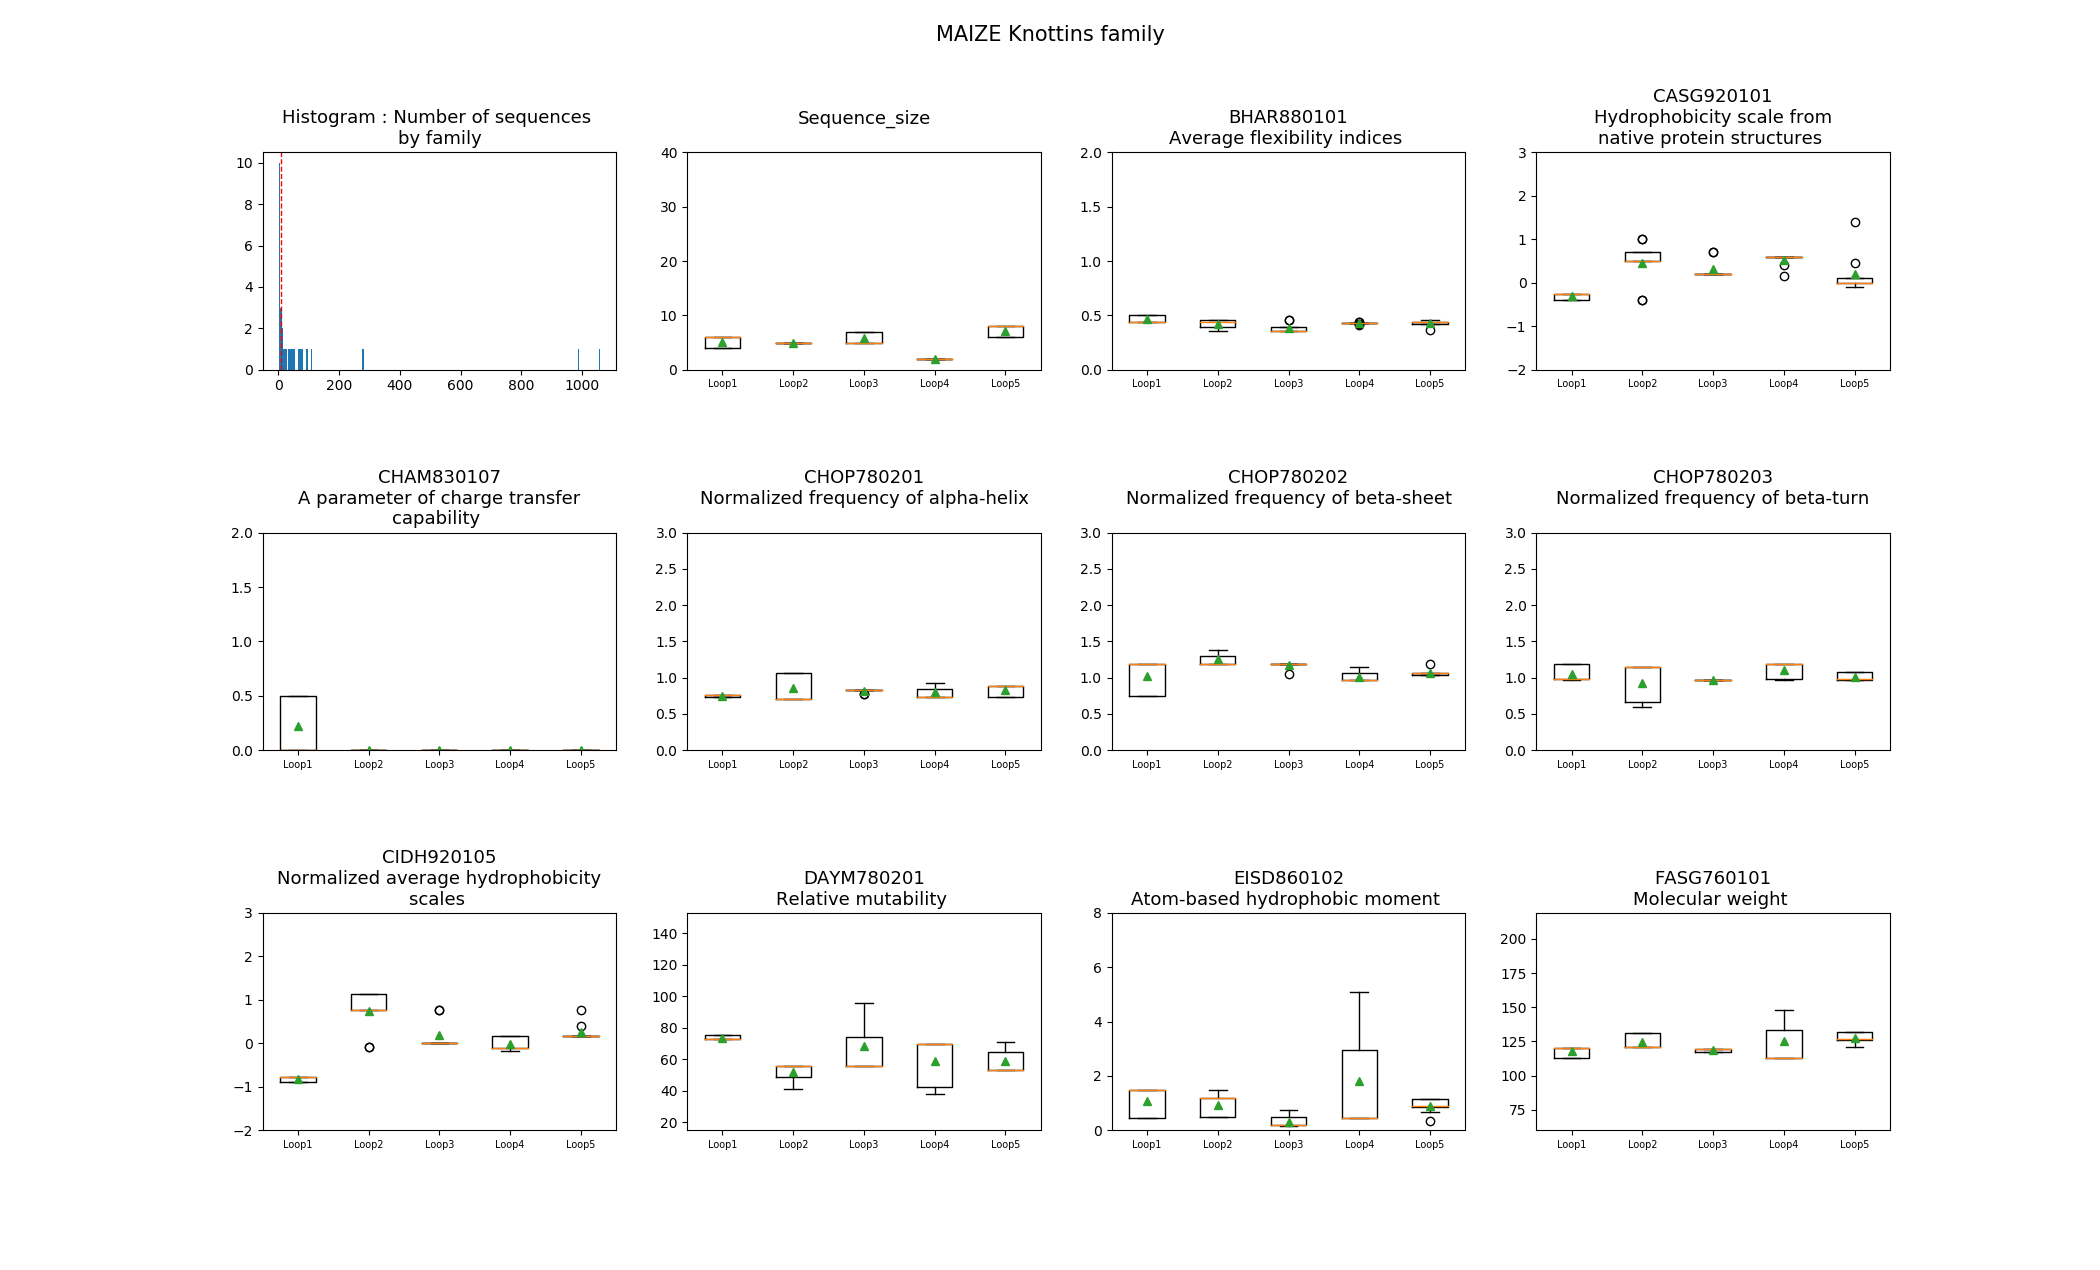 MAIZE Knottins family
Histogram : Number of sequences
by family
10
8
6
4
2
0
0 200 400 600 800 1000
Sequence_size
40
30
20
10
0
Loop1 Loop2 Loop3 Loop4 Loop5
BHAR880101
Average flexibility indices
2.0
1.5
1.0
0.5
0.0
Loop1 Loop2 Loop3 Loop4 Loop5
CASG920101
Hydrophobicity scale from
native protein structures
3
2
1
0
−1
−2
Loop1 Loop2 Loop3 Loop4 Loop5
CHAM830107
A parameter of charge transfer
capability
2.0
1.5
1.0
0.5
0.0
Loop1 Loop2 Loop3 Loop4 Loop5
CHOP780201
Normalized frequency of alpha-helix
3.0
2.5
2.0
1.5
1.0
0.5
0.0
Loop1 Loop2 Loop3 Loop4 Loop5
CHOP780202
Normalized frequency of beta-sheet
3.0
2.5
2.0
1.5
1.0
0.5
0.0
Loop1 Loop2 Loop3 Loop4 Loop5
CHOP780203
Normalized frequency of beta-turn
3.0
2.5
2.0
1.5
1.0
0.5
0.0
Loop1 Loop2 Loop3 Loop4 Loop5
CIDH920105
Normalized average hydrophobicity
scales
3
2
1
0
−1
−2
Loop1 Loop2 Loop3 Loop4 Loop5
DAYM780201
Relative mutability
140
120
100
80
60
40
20
Loop1 Loop2 Loop3 Loop4 Loop5
EISD860102
Atom-based hydrophobic moment
8
6
4
2
0
Loop1 Loop2 Loop3 Loop4 Loop5
FASG760101
Molecular weight
200
175
150
125
100
75
Loop1 Loop2 Loop3 Loop4 Loop5